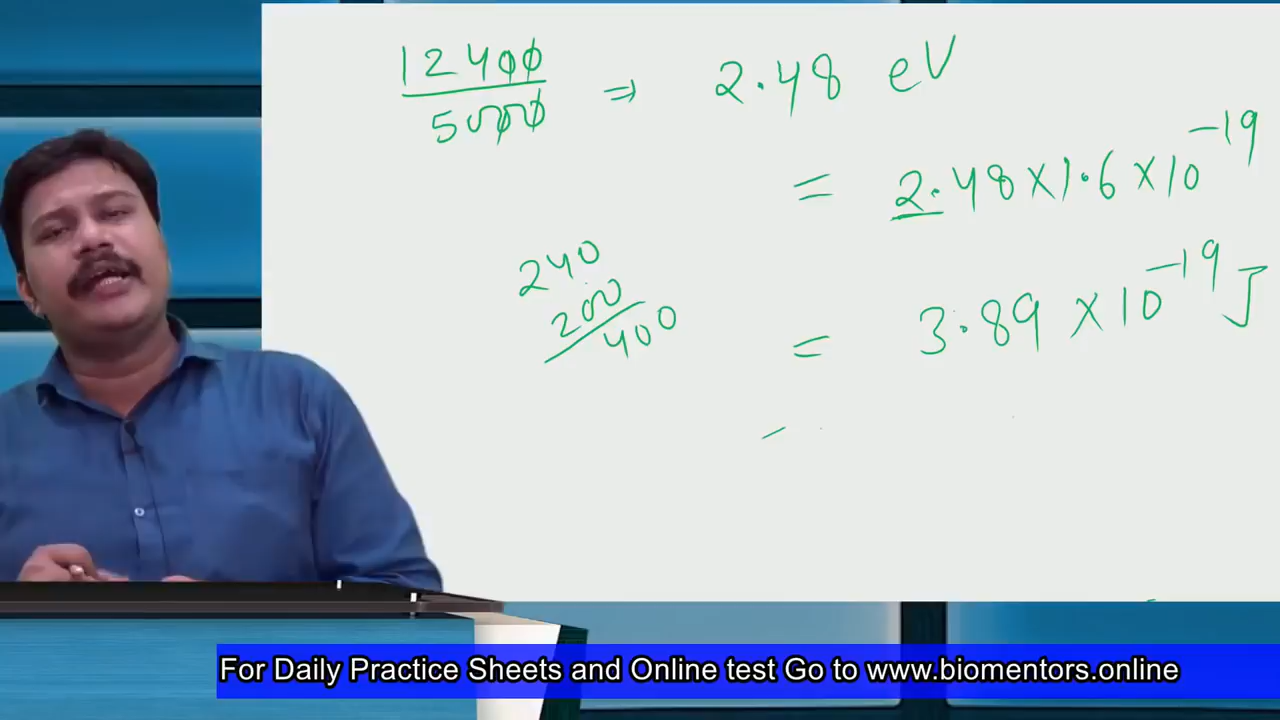 12400
5000
⇒ 2.48 eV
= 2.48×1.6×10⁻¹⁹
240
200
400
= 3.89 × 10⁻¹⁹ J
For Daily Practice Sheets and Online test Go to www.biomentors.online